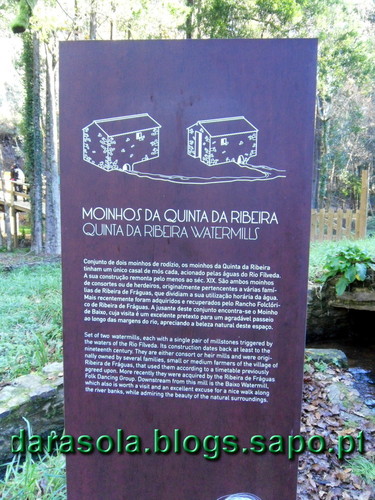 MOINHOS DA QUINTA DA RIBEIRA
QUINTA DA RIBEIRA WATERMILLS
Conjunto de dois moinhos de rodízio, os moinhos da Quinta da Ribeira
tinham um único casal de mós cada, acionado pelas águas do Rio Filveda.
A sua construção remonta pelo menos ao séc. XIX. São ambos moinhos
de consortes ou de herdeiros, originalmente pertencentes a várias famí-
lias de Ribeira de Fráguas, que dividiam a sua utilização horária da água.
Mais recentemente foram adquiridos e recuperados pelo Rancho Folclóri-
co de Ribeira de Fráguas. A jusante deste conjunto encontra-se o Moinho
de Baixo, cuja visita é um excelente pretexto para um agradável passeio
ao longo das margens do rio, apreciando a beleza natural deste espaço.
Set of two watermills, each with a single pair of millstones triggered by
the waters of the Rio Filveda. Its construction dates back at least to the
nineteenth century. They are either consort or heir mills and were origi-
nally owned by several families, small or medium farmers of the village of
Ribeira de Fráguas, that used them according to a timetable previously
agreed upon. More recently they were acquired by the Ribeira de Fráguas
Folk Dancing Group. Downstream from this mill is the Baixo Watermill,
which also is worth a visit and an excellent excuse for a nice walk along
the river banks, while admiring the beauty of the natural surroundings.
darasola.blogs.sapo.pt